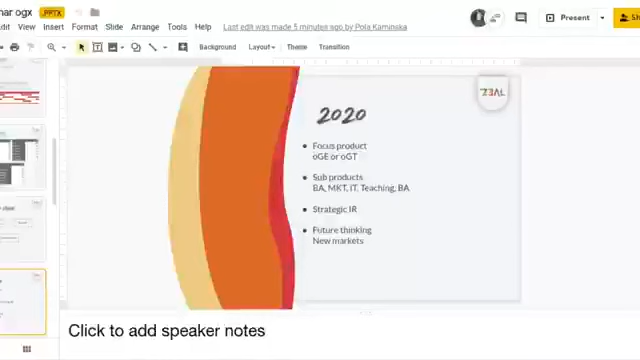 nar ogx .PPTX
Edit View Insert Format Slide Arrange Tools Last edit was made 5 minutes ago by Pola Kaminska
Present
Background Layout Theme Transition
ZEAL
2020
Focus product
oGE or oGT
Sub products
BA, MKT, IT, Teaching, BA
Strategic IR
Future thinking
New markets
Click to add speaker notes